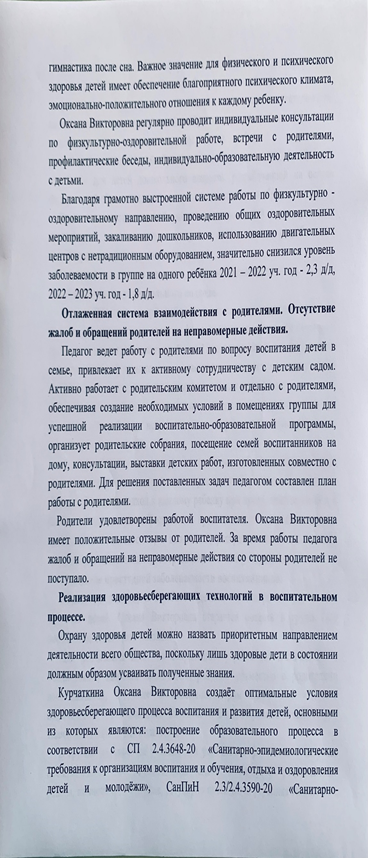 гимнастика после сна. Важное значение для физического и психического
здоровья детей имеет обеспечение благоприятного психического климата,
эмоционально-положительного отношения к каждому ребенку.
Оксана Викторовна регулярно проводит индивидуальные консультации
по физкультурно-оздоровительной работе, встречи с родителями,
профилактические беседы, индивидуально-образовательную деятельность
с детьми.
Благодаря грамотно выстроенной системе работы по физкультурно -
оздоровительному направлению, проведению общих оздоровительных
мероприятий, закаливанию дошкольников, использованию двигательных
центров с нетрадиционным оборудованием, значительно снизился уровень
заболеваемости в группе на одного ребёнка 2021 – 2022 уч. год - 2,3 д/д,
2022 – 2023 уч. год - 1,8 д/д.
Отлаженная система взаимодействия с родителями. Отсутствие
жалоб и обращений родителей на неправомерные действия.
Педагог ведет работу с родителями по вопросу воспитания детей в
семье, привлекает их к активному сотрудничеству с детским садом.
Активно работает с родительским комитетом и отдельно с родителями,
обеспечивая создание необходимых условий в помещениях группы для
успешной реализации воспитательно-образовательной программы,
организует родительские собрания, посещение семей воспитанников на
дому, консультации, выставки детских работ, изготовленных совместно с
родителями. Для решения поставленных задач педагогом составлен план
работы с родителями.
Родители удовлетворены работой воспитателя. Оксана Викторовна
имеет положительные отзывы от родителей. За время работы педагога
жалоб и обращений на неправомерные действия со стороны родителей не
поступало.
Реализация здоровьесберегающих технологий в воспитательном
процессе.
Охрану здоровья детей можно назвать приоритетным направлением
деятельности всего общества, поскольку лишь здоровые дети в состоянии
должным образом усваивать полученные знания.
Курчаткина Оксана Викторовна создаёт оптимальные условия
здоровьесберегающего процесса воспитания и развития детей, основными
из которых являются: построение образовательного процесса в
соответствии с СП 2.4.3648-20 «Санитарно-эпидемиологические
требования к организациям воспитания и обучения, отдыха и оздоровления
детей и молодёжи», СанПиН 2.3/2.4.3590-20 «Санитарно-